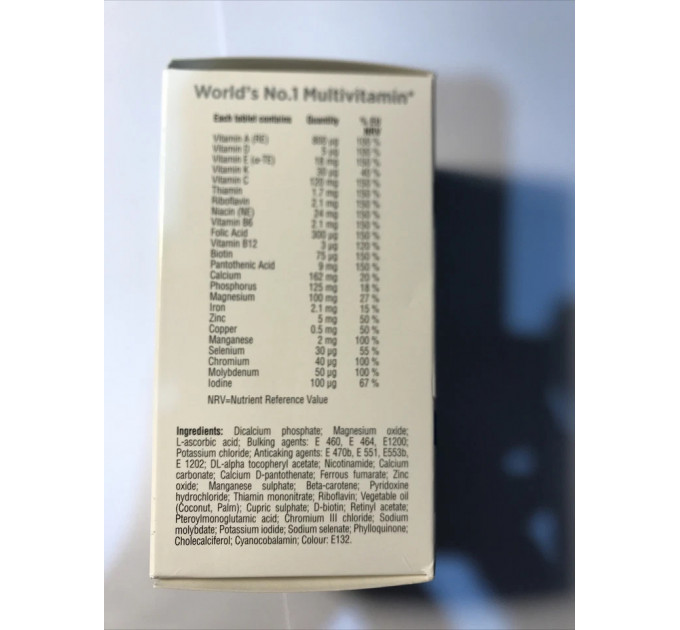 World's No.1 Multivitamin*
Each tablet contains Quantity % EU
NRV
Vitamin A (RE) 800 µg 100 %
Vitamin D 5 µg 100 %
Vitamin E (α-TE) 18 mg 150 %
Vitamin K 30 µg 40 %
Vitamin C 120 mg 150 %
Thiamin 1.7 mg 150 %
Riboflavin 2.1 mg 150 %
Niacin (NE) 24 mg 150 %
Vitamin B6 2.1 mg 150 %
Folic Acid 300 µg 150 %
Vitamin B12 3 µg 120 %
Biotin 75 µg 150 %
Pantothenic Acid 9 mg 150 %
Calcium 162 mg 20 %
Phosphorus 125 mg 18 %
Magnesium 100 mg 27 %
Iron 2.1 mg 15 %
Zinc 5 mg 50 %
Copper 0.5 mg 50 %
Manganese 2 mg 100 %
Selenium 30 µg 55 %
Chromium 40 µg 100 %
Molybdenum 50 µg 100 %
Iodine 100 µg 67 %
NRV=Nutrient Reference Value
Ingredients: Dicalcium phosphate; Magnesium oxide;
L-ascorbic acid; Bulking agents: E 460, E 464, E1200;
Potassium chloride; Anticaking agents: E 470b, E 551, E553b,
E 1202; DL-alpha tocopheryl acetate; Nicotinamide; Calcium
carbonate; Calcium D-pantothenate; Ferrous fumarate; Zinc
oxide; Manganese sulphate; Beta-carotene; Pyridoxine
hydrochloride; Thiamin mononitrate; Riboflavin; Vegetable oil
(Coconut, Palm); Cupric sulphate; D-biotin; Retinyl acetate;
Pteroylmonoglutamic acid; Chromium III chloride; Sodium
molybdate; Potassium iodide; Sodium selenate; Phylloquinone;
Cholecalciferol; Cyanocobalamin; Colour: E132.